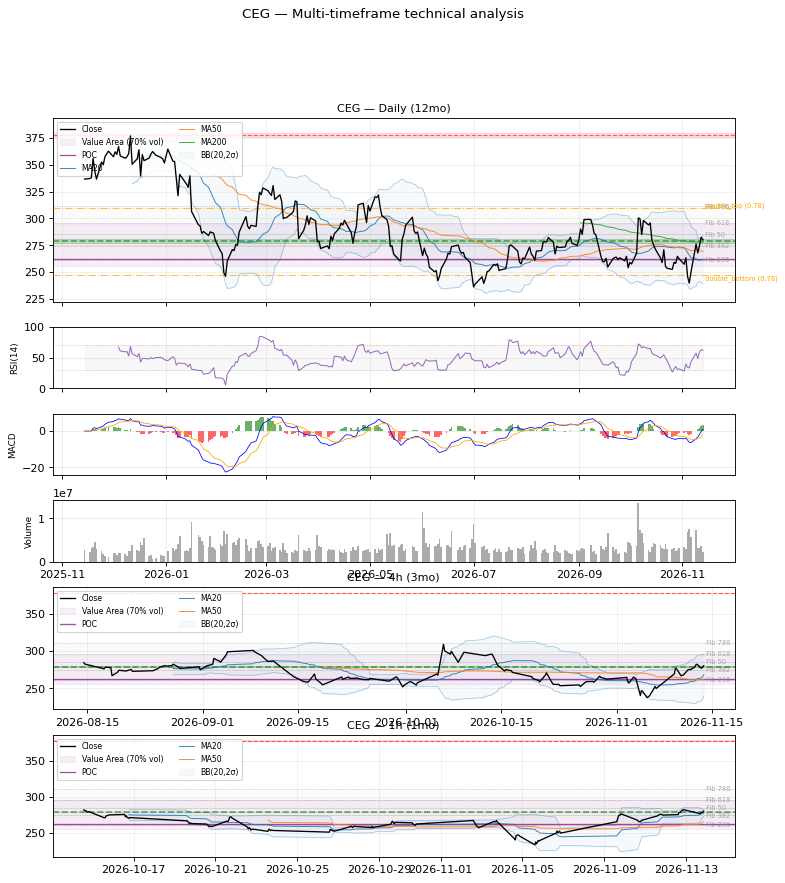 CEG — Multi-timeframe technical analysis
CEG — Daily (12mo)
Close
Value Area (70% vol)
POC
MA20
MA50
MA200
BB(20,2σ)
375
350
325
300
275
250
225
double_top (0.78)
Fib 618
Fib 50
Fib 382
Fib 236
double_bottom (0.78)
RSI(14)
100
50
0
MACD
0
−20
1e7
Volume
1
0
2025-11
2026-01
2026-03
2026-05
2026-07
2026-09
2026-11
CEG — 4h (3mo)
Close
Value Area (70% vol)
POC
MA20
MA50
BB(20,2σ)
350
300
250
Fib 786
Fib 618
Fib 50
Fib 382
Fib 236
2026-08-15
2026-09-01
2026-09-15
2026-10-01
2026-10-15
2026-11-01
2026-11-15
CEG — 1h (1mo)
Close
Value Area (70% vol)
POC
MA20
MA50
BB(20,2σ)
350
300
250
Fib 786
Fib 618
Fib 50
Fib 382
Fib 236
2026-10-17
2026-10-21
2026-10-25
2026-10-29
2026-11-01
2026-11-05
2026-11-09
2026-11-13